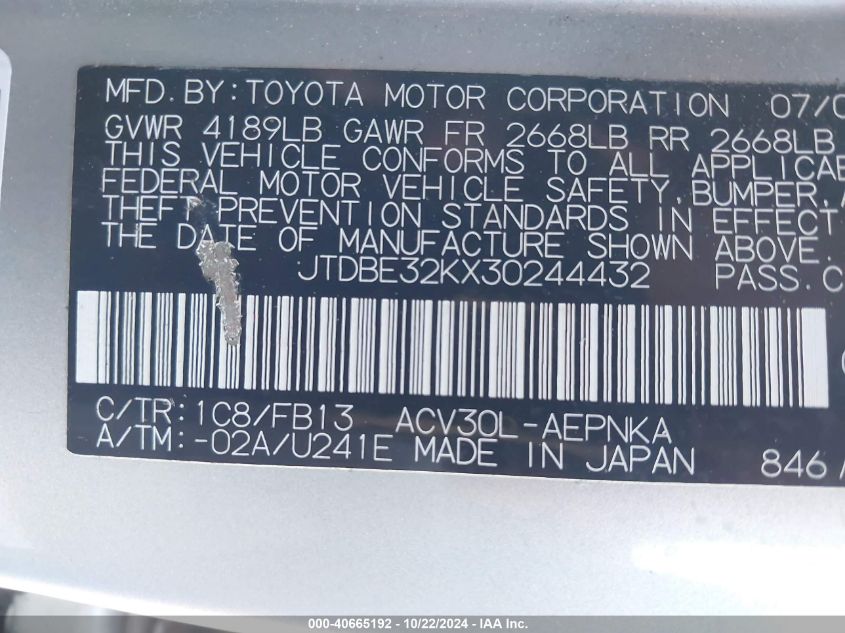 MFD. BY: TOYOTA MOTOR CORPORATION 07/0
GVWR 4189LB GAWR FR 2668LB RR 2668LB
THIS VEHICLE CONFORMS TO ALL APPLICAB
FEDERAL MOTOR VEHICLE SAFETY, BUMPER, A
THEFT PREVENTION STANDARDS IN EFFECT
THE DATE OF MANUFACTURE SHOWN ABOVE.
JTDBE32KX30244432 PASS.C
C/TR: 1C8/FB13 ACV30L-AEPNKA
A/TM: -02A/U241E MADE IN JAPAN 846
000-40665192 - 10/22/2024 - IAA Inc.